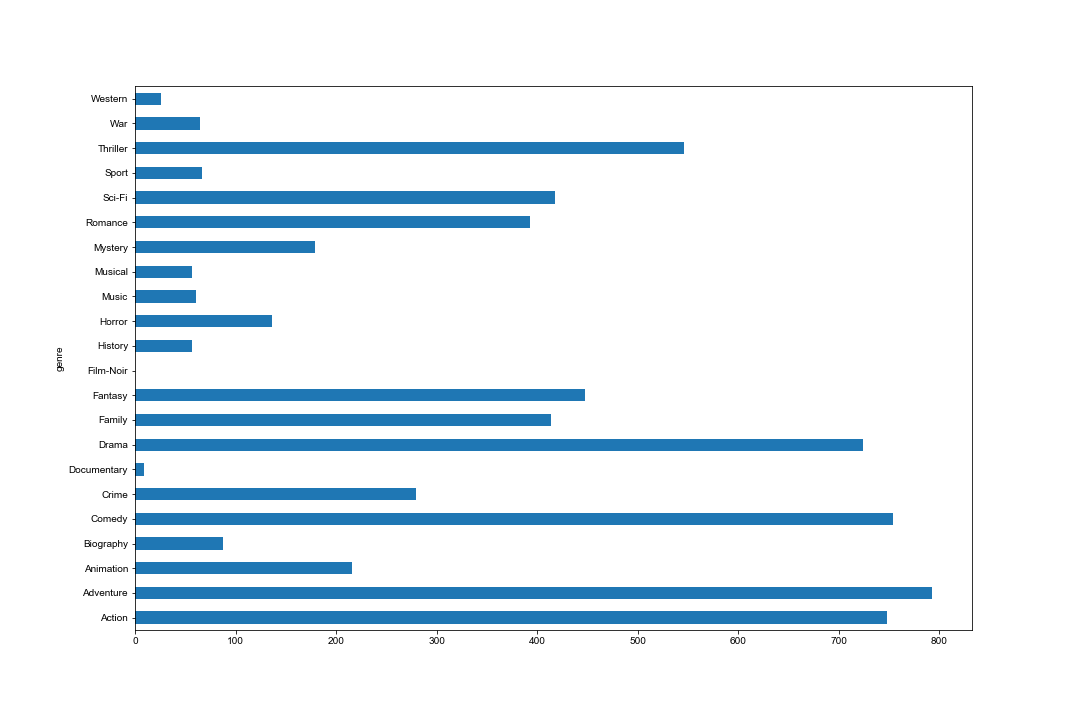 Western
War
Thriller
Sport
Sci-Fi
Romance
Mystery
Musical
Music
Horror
History
genre
Film-Noir
Fantasy
Family
Drama
Documentary
Crime
Comedy
Biography
Animation
Adventure
Action
0 100 200 300 400 500 600 700 800